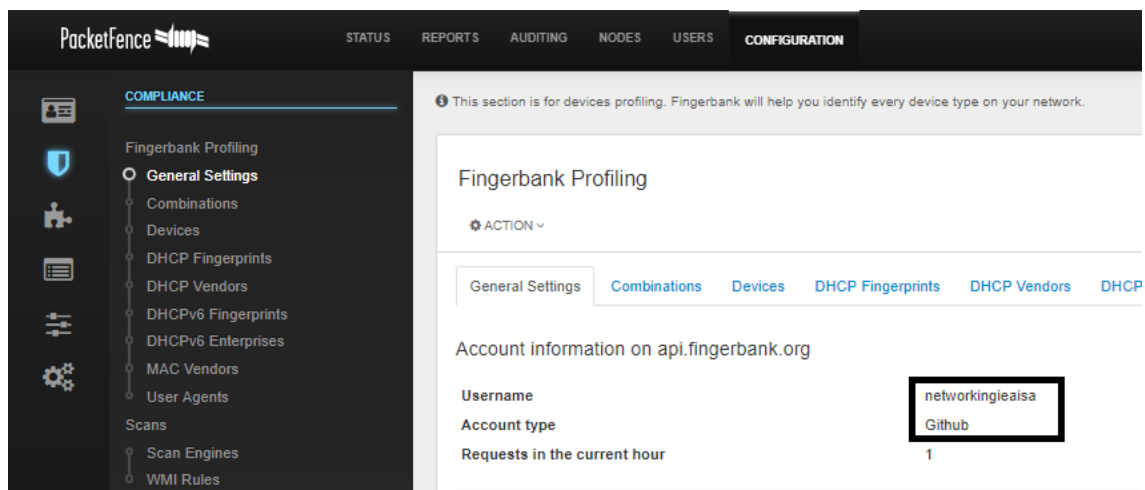 PacketFence
STATUS REPORTS AUDITING NODES USERS CONFIGURATION
COMPLIANCE
Fingerbank Profiling
General Settings
Combinations
Devices
DHCP Fingerprints
DHCP Vendors
DHCPv6 Fingerprints
DHCPv6 Enterprises
MAC Vendors
User Agents
Scans
Scan Engines
WMI Rules
This section is for devices profiling. Fingerbank will help you identify every device type on your network.
Fingerbank Profiling
ACTION
General Settings Combinations Devices DHCP Fingerprints DHCP Vendors DHCP
Account information on api.fingerbank.org
Username networkingieaisa
Account type Github
Requests in the current hour 1